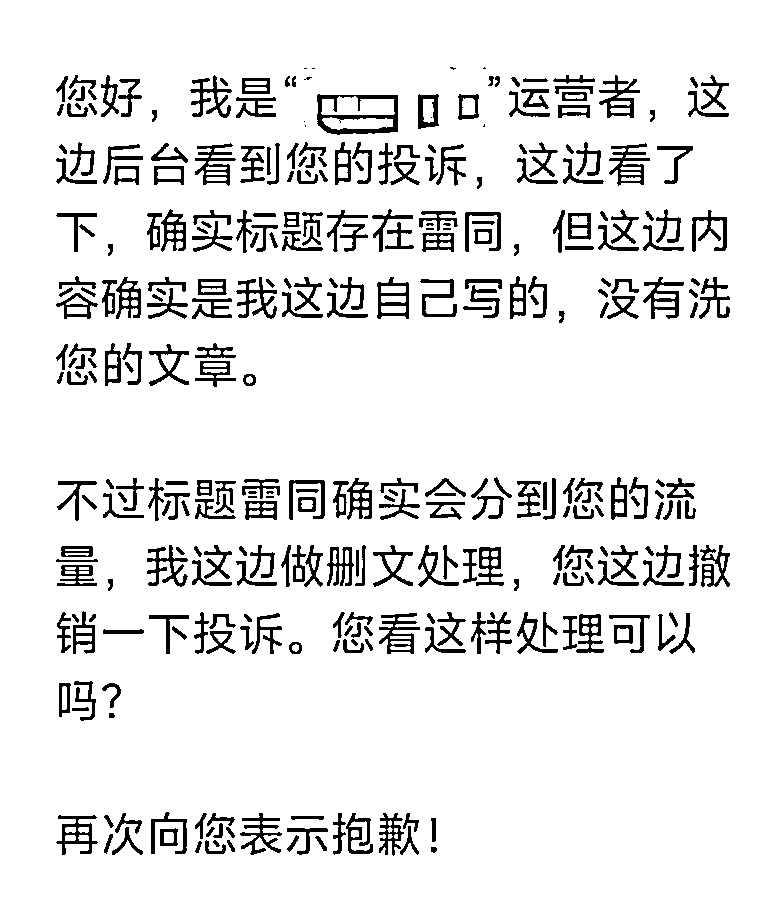 您好，我是“ ”运营者，这
边后台看到您的投诉，这边看了
下，确实标题存在雷同，但这边内
容确实是我这边自己写的，没有洗
您的文章。
不过标题雷同确实会分到您的流
量，我这边做删文处理，您这边撤
销一下投诉。您看这样处理可以
吗？
再次向您表示抱歉！